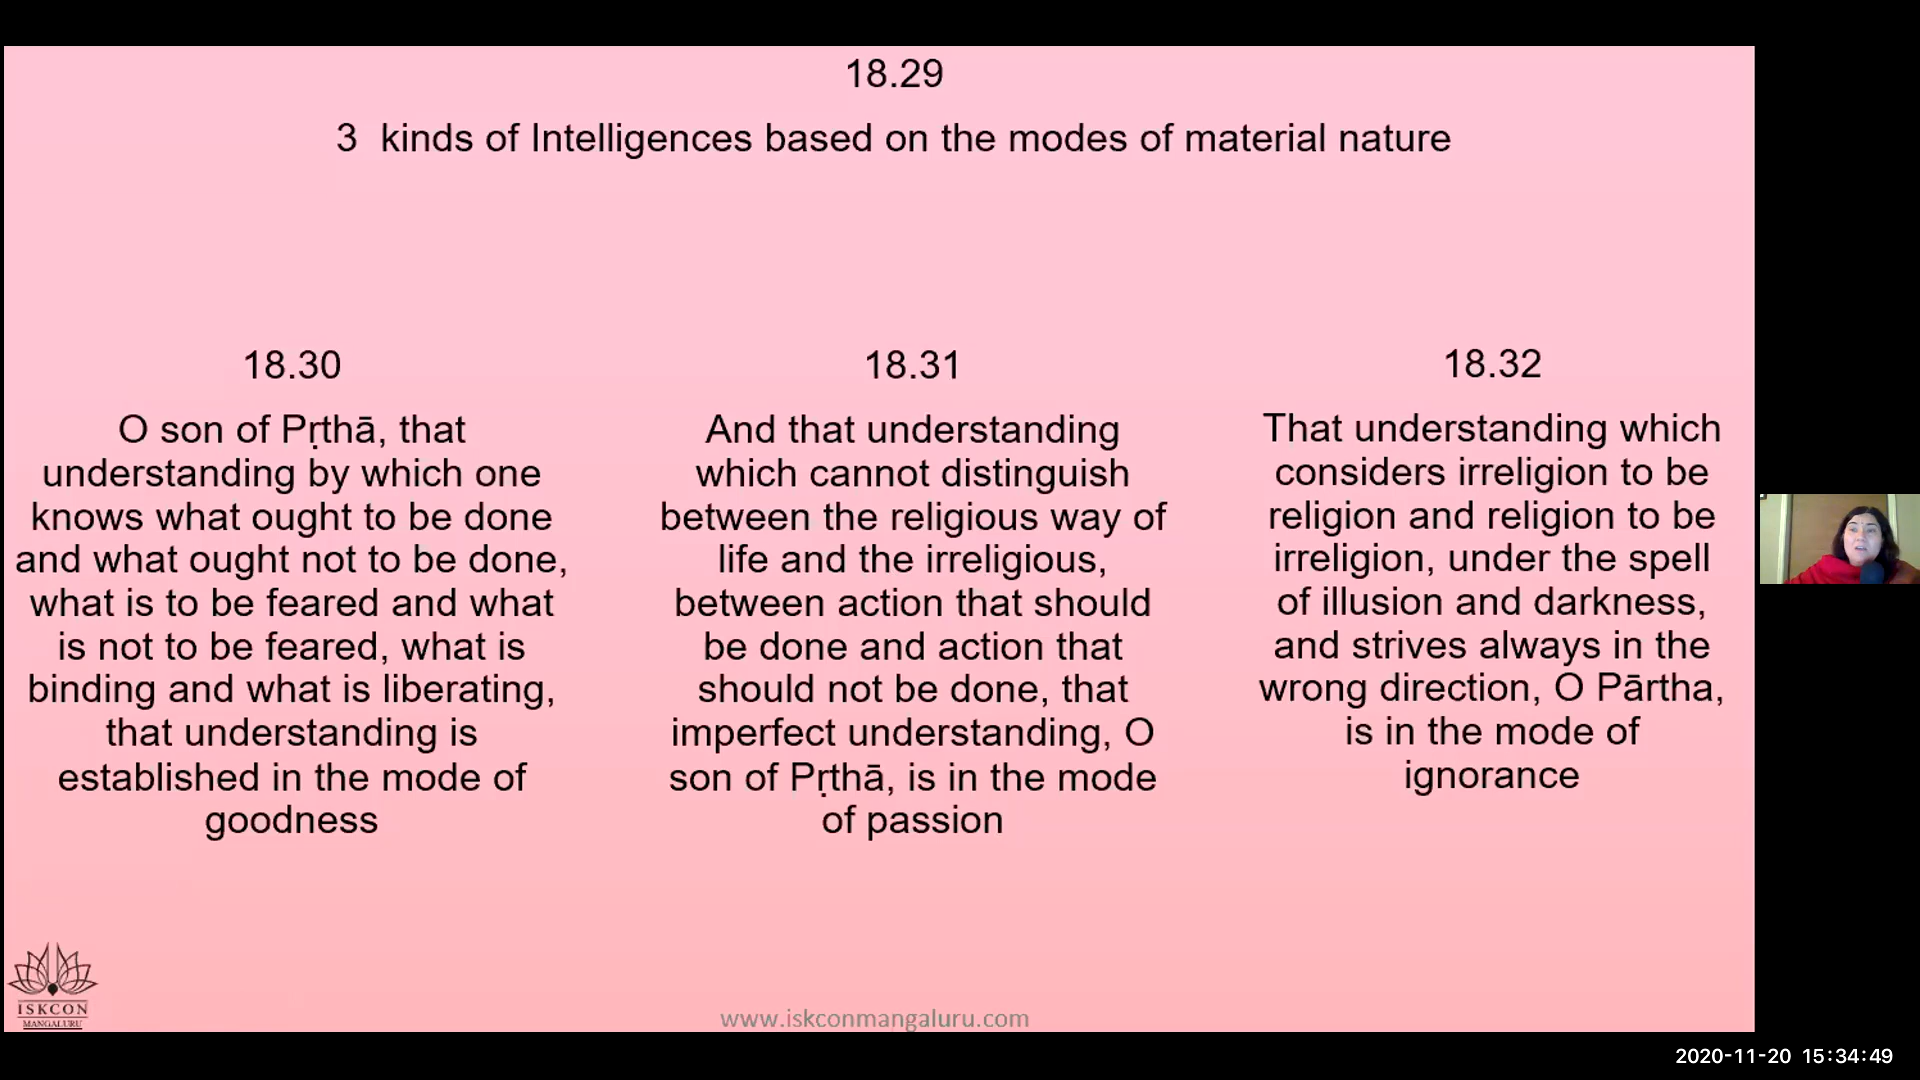 18.29
3 kinds of Intelligences based on the modes of material nature
18.30
O son of Pṛthā, that
understanding by which one
knows what ought to be done
and what ought not to be done,
what is to be feared and what
is not to be feared, what is
binding and what is liberating,
that understanding is
established in the mode of
goodness
18.31
And that understanding
which cannot distinguish
between the religious way of
life and the irreligious,
between action that should
be done and action that
should not be done, that
imperfect understanding, O
son of Pṛthā, is in the mode
of passion
18.32
That understanding which
considers irreligion to be
religion and religion to be
irreligion, under the spell
of illusion and darkness,
and strives always in the
wrong direction, O Pārtha,
is in the mode of
ignorance
ISKCON
MANGALURU
www.iskconmangaluru.com
2020-11-20 15:34:49